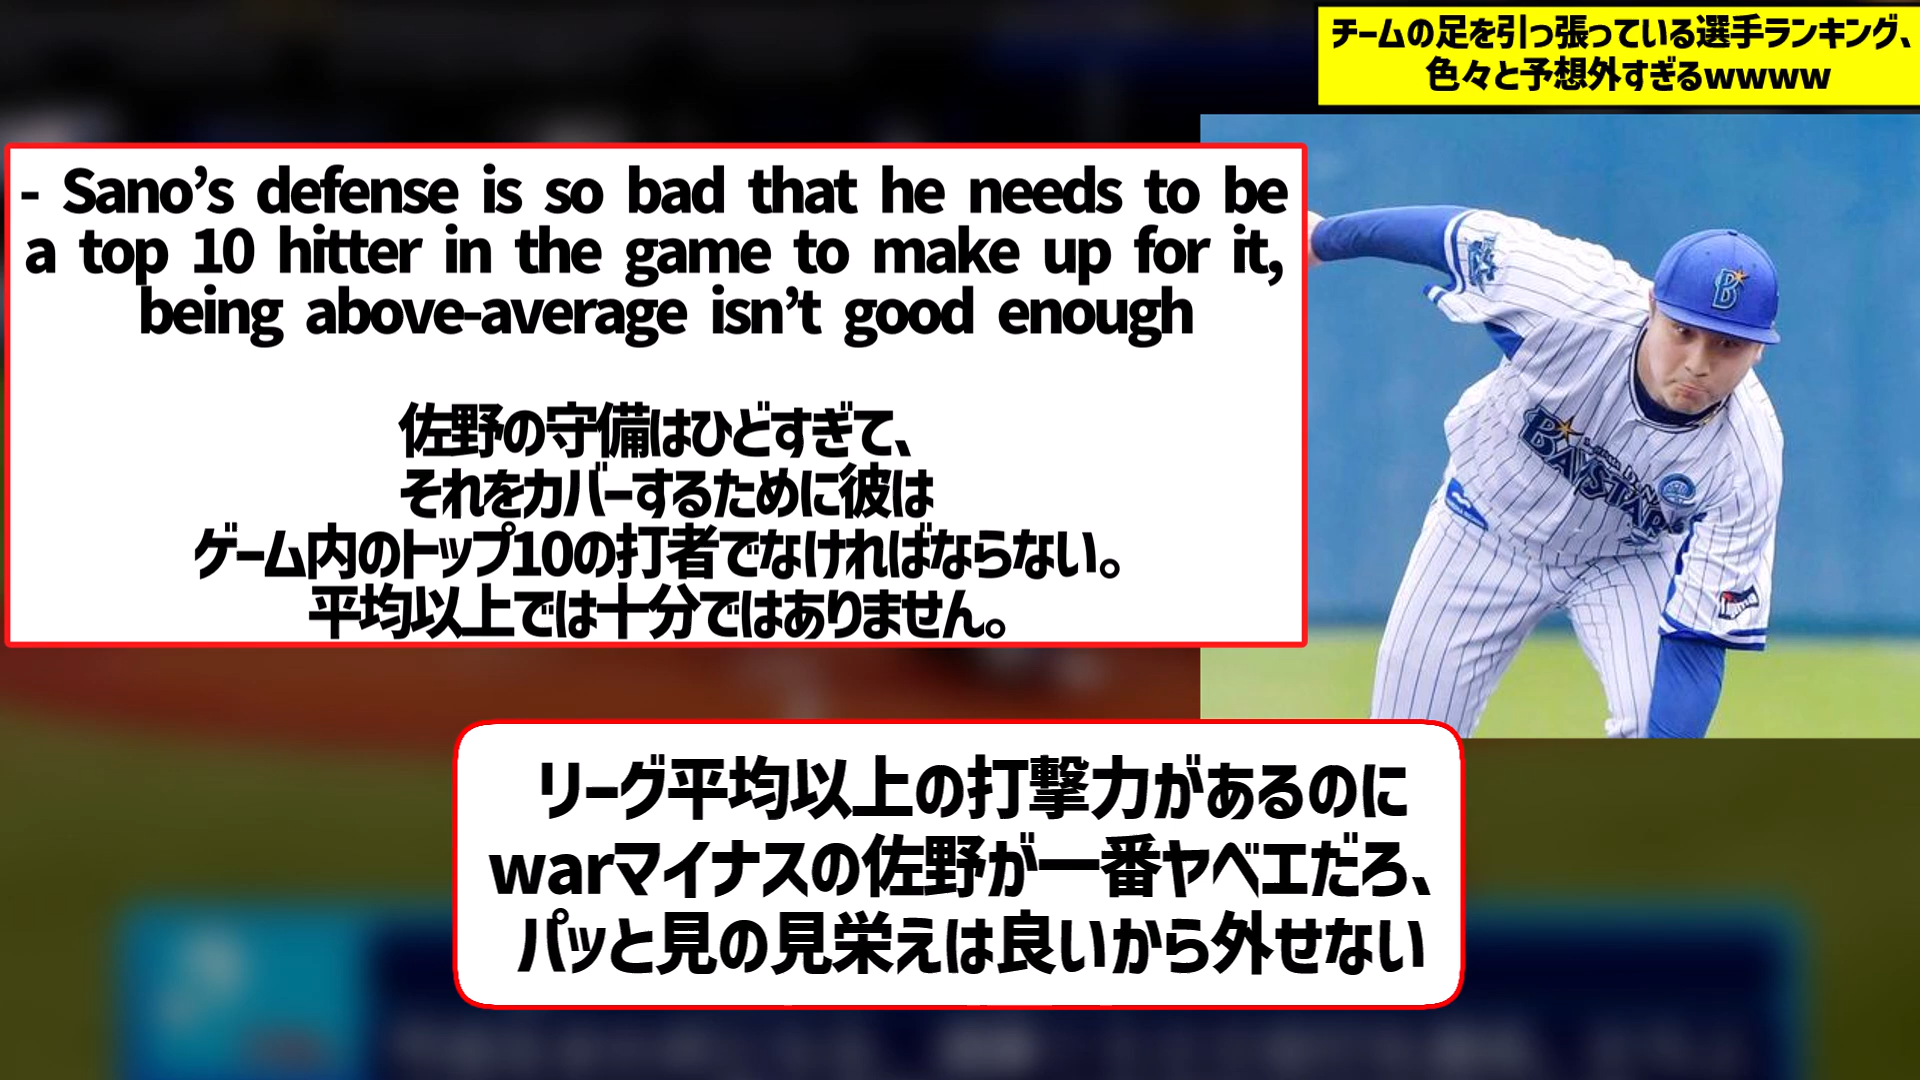 チームの足を引っ張っている選手ランキング、
色々と予想外すぎるwwww
- Sano’s defense is so bad that he needs to be
a top 10 hitter in the game to make up for it,
being above-average isn’t good enough
佐野の守備はひどすぎて、
それをカバーするために彼は
ゲーム内のトップ10の打者でなければならない。
平均以上では十分ではありません。
B
BAYSTARS
リーグ平均以上の打撃力があるのに
warマイナスの佐野が一番ヤベエだろ、
パッと見の見栄えは良いから外せない